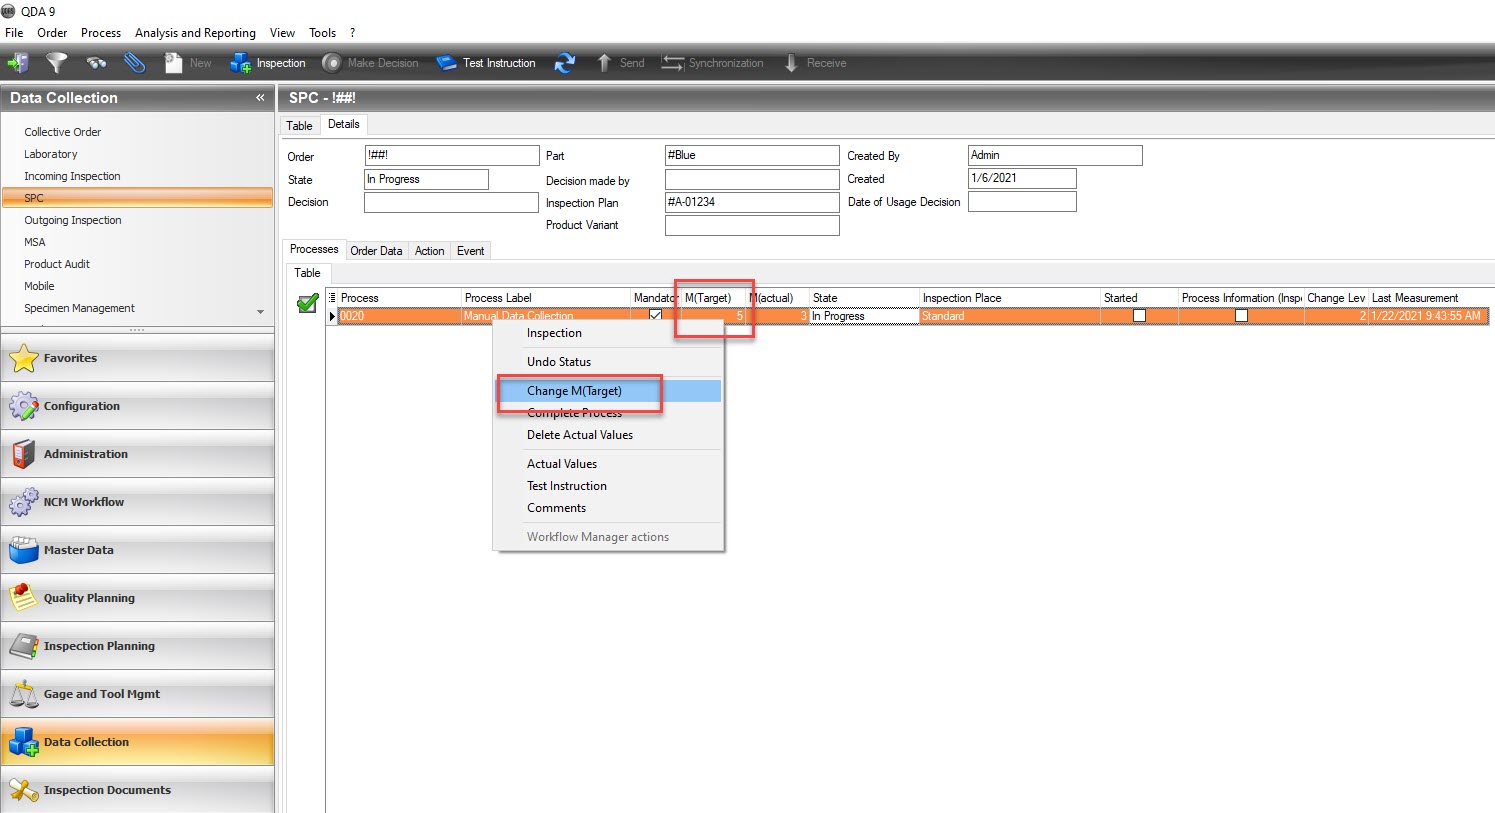 QDA 9
File Order Process Analysis and Reporting View Tools ?
New Inspection Make Decision Test Instruction Send Synchronization Receive
Data Collection «
SPC - !##!
Collective Order
Laboratory
Incoming Inspection
SPC
Outgoing Inspection
MSA
Product Audit
Mobile
Specimen Management
Favorites
Configuration
Administration
NCM Workflow
Master Data
Quality Planning
Inspection Planning
Gage and Tool Mgmt
Data Collection
Inspection Documents
Table Details
Order !##! Part #Blue Created By Admin
State In Progress Decision made by Created 1/6/2021
Decision Inspection Plan #A-01234 Date of Usage Decision
Product Variant
Processes Order Data Action Event
Table
Process Process Label Mandator M(Target) M(actual) State Inspection Place Started Process Information (Inspe Change Lev Last Measurement
0020 Manual Data Collection 5 3 In Progress Standard 2 1/22/2021 9:43:55 AM
Inspection
Undo Status
Change M(Target)
Complete Process
Delete Actual Values
Actual Values
Test Instruction
Comments
Workflow Manager actions